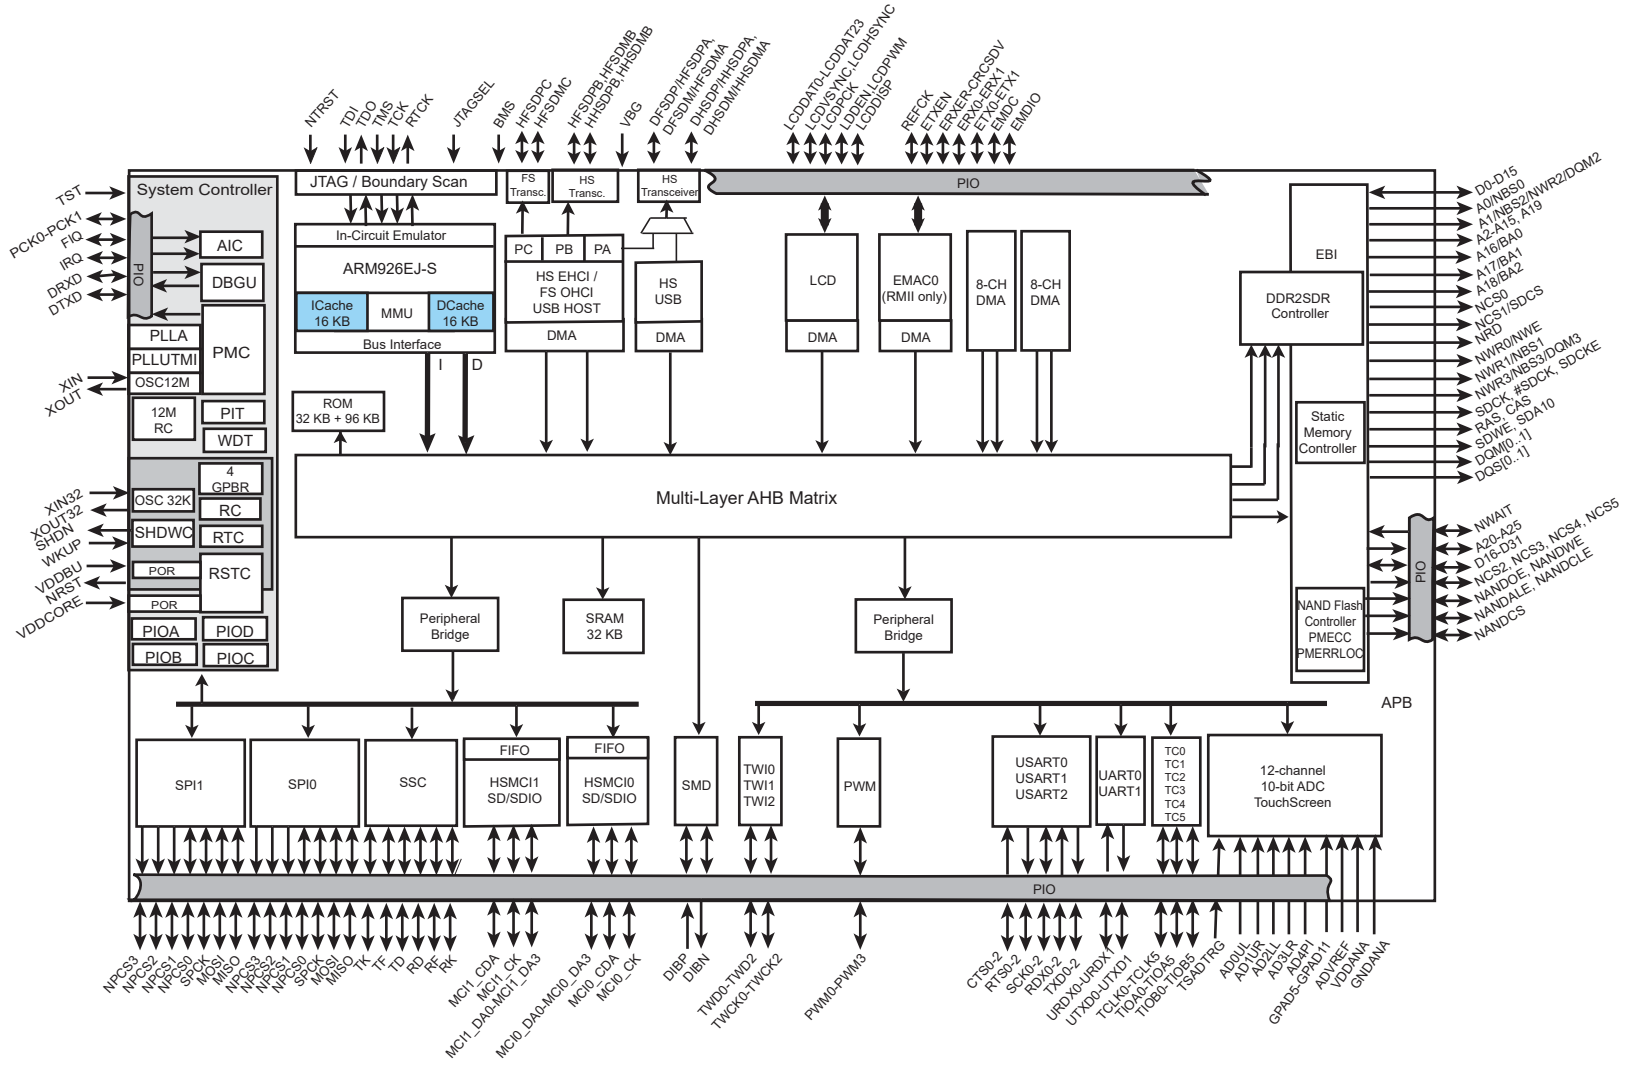 NTRST
TDI
TDO
TMS
TCK
RTCK
JTAGSEL
BMS
HFSDPC
HFSDMC
HFSDPB,HFSDMB
HHSDPB,HHSDMB
VBG
DFSDP/HFSDPA,
DFSDM/HFSDMA
DHSDP/HHSDPA,
DHSDM/HHSDMA
LCDDAT0-LCDDAT23
LCDVSYNC,LCDHSYNC
LCDPCK
LDDEN,LCDPWM
LCDDISP
REFCK
ETXEN
ERXER-CRCSDV
ERX0-ERX1
ETX0-ETX1
EMDC
EMDIO
TST
PCK0-PCK1
FIQ
IRQ
DRXD
DTXD
XIN
XOUT
XIN32
XOUT32
SHDN
WKUP
VDDBU
NRST
VDDCORE
System Controller
PIO
AIC
DBGU
PLLA
PLLUTMI
OSC12M
PMC
12M
RC
PIT
WDT
4
GPBR
OSC 32K
RC
SHDWC
RTC
POR
RSTC
POR
PIOA
PIOD
PIOB
PIOC
JTAG / Boundary Scan
In-Circuit Emulator
ARM926EJ-S
ICache
16 KB
MMU
DCache
16 KB
Bus Interface
I
D
ROM
32 KB + 96 KB
FS
Transc.
HS
Transc.
HS
Transceiver
PIO
PC
PB
PA
HS EHCI /
FS OHCI
USB HOST
DMA
HS
USB
DMA
LCD
DMA
EMAC0
(RMII only)
DMA
8-CH
DMA
8-CH
DMA
EBI
DDR2SDR
Controller
Static
Memory
Controller
NAND Flash
Controller
PMECC
PMERRLOC
PIO
D0-D15
A0/NBS0
A1/NBS2/NWR2/DQM2
A2-A15, A19
A16/BA0
A17/BA1
A18/BA2
NCS0
NCS1/SDCS
NRD
NWR0/NWE
NWR1/NBS1
NWR3/NBS3/DQM3
SDCK, #SDCK, SDCKE
RAS, CAS
SDWE, SDA10
DQM[0..1]
DQS[0..1]
NWAIT
A20-A25
D16-D31
NCS2, NCS3, NCS4, NCS5
NANDOE, NANDWE
NANDALE, NANDCLE
NANDCS
Multi-Layer AHB Matrix
Peripheral
Bridge
SRAM
32 KB
Peripheral
Bridge
APB
SPI1
SPI0
SSC
FIFO
HSMCI1
SD/SDIO
FIFO
HSMCI0
SD/SDIO
SMD
TWI0
TWI1
TWI2
PWM
USART0
USART1
USART2
UART0
UART1
TC0
TC1
TC2
TC3
TC4
TC5
12-channel
10-bit ADC
TouchScreen
PIO
NPCS3
NPCS2
NPCS1
NPCS0
SPCK
MOSI
MISO
NPCS3
NPCS2
NPCS1
NPCS0
SPCK
MOSI
MISO
TK
TF
TD
RD
RF
RK
MCI1_CDA
MCI1_CK
MCI1_DA0-MCI1_DA3
MCI0_DA0-MCI0_DA3
MCI0_CDA
MCI0_CK
DIBP
DIBN
TWD0-TWD2
TWCK0-TWCK2
PWM0-PWM3
CTS0-2
RTS0-2
SCK0-2
RDX0-2
TXD0-2
URDX0-URDX1
UTXD0-UTXD1
TCLK0-TCLK5
TIOA0-TIOA5
TIOB0-TIOB5
TSADTRG
AD0UL
AD1UR
AD2LL
AD3LR
AD4PI
GPAD5-GPAD11
ADVREF
VDDANA
GNDANA